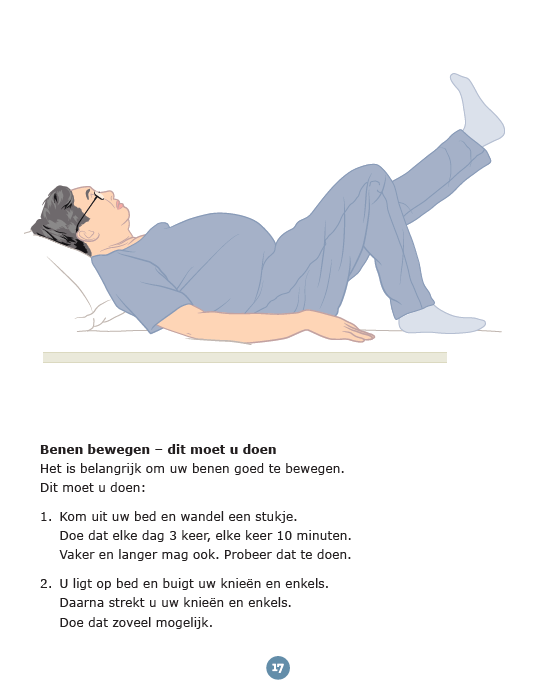 Benen bewegen – dit moet u doen
Het is belangrijk om uw benen goed te bewegen.
Dit moet u doen:
1. Kom uit uw bed en wandel een stukje.
Doe dat elke dag 3 keer, elke keer 10 minuten.
Vaker en langer mag ook. Probeer dat te doen.
2. U ligt op bed en buigt uw knieën en enkels.
Daarna strekt u uw knieën en enkels.
Doe dat zoveel mogelijk.
17